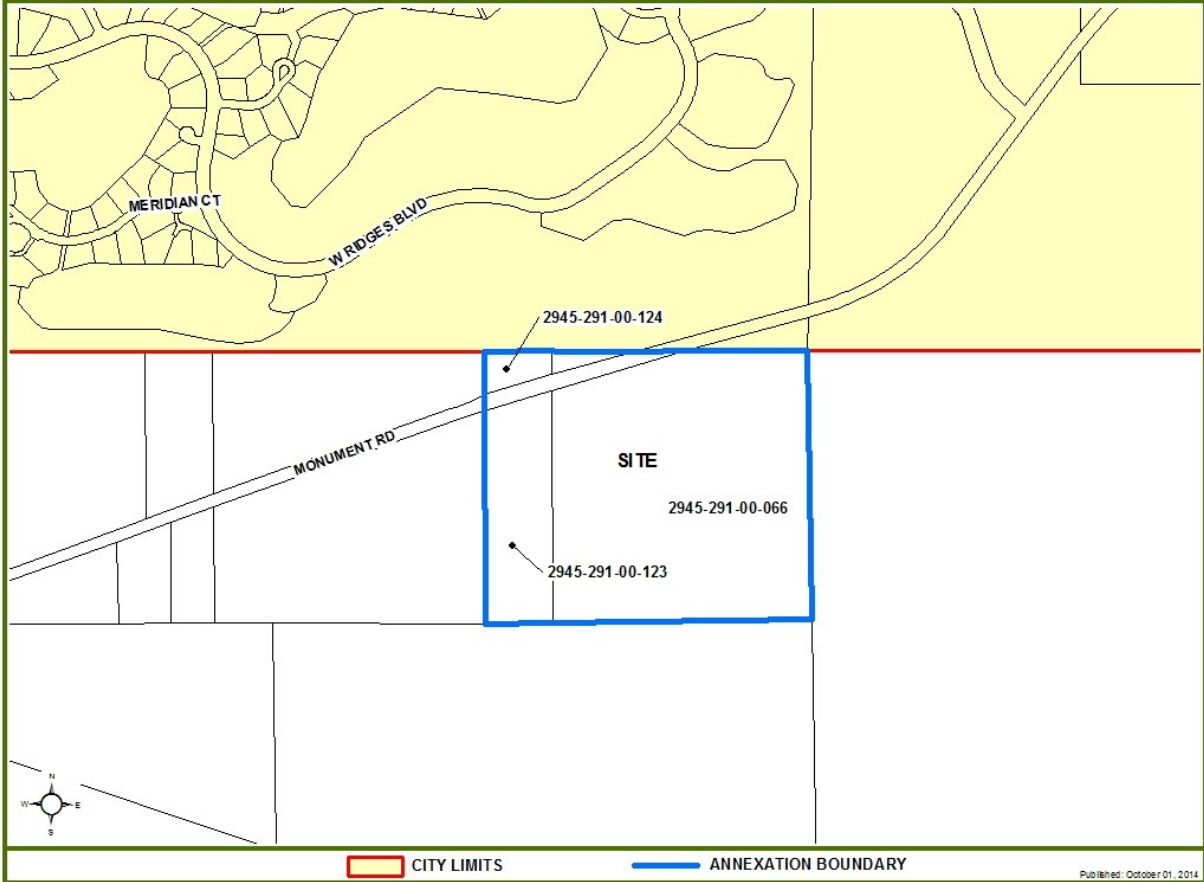 MERIDIAN CT
W RIDGES BLVD
2945-291-00-124
MONUMENT RD
SITE
2945-291-00-066
2945-291-00-123
N
W E
S
CITY LIMITS
ANNEXATION BOUNDARY
Published: October 01, 2014